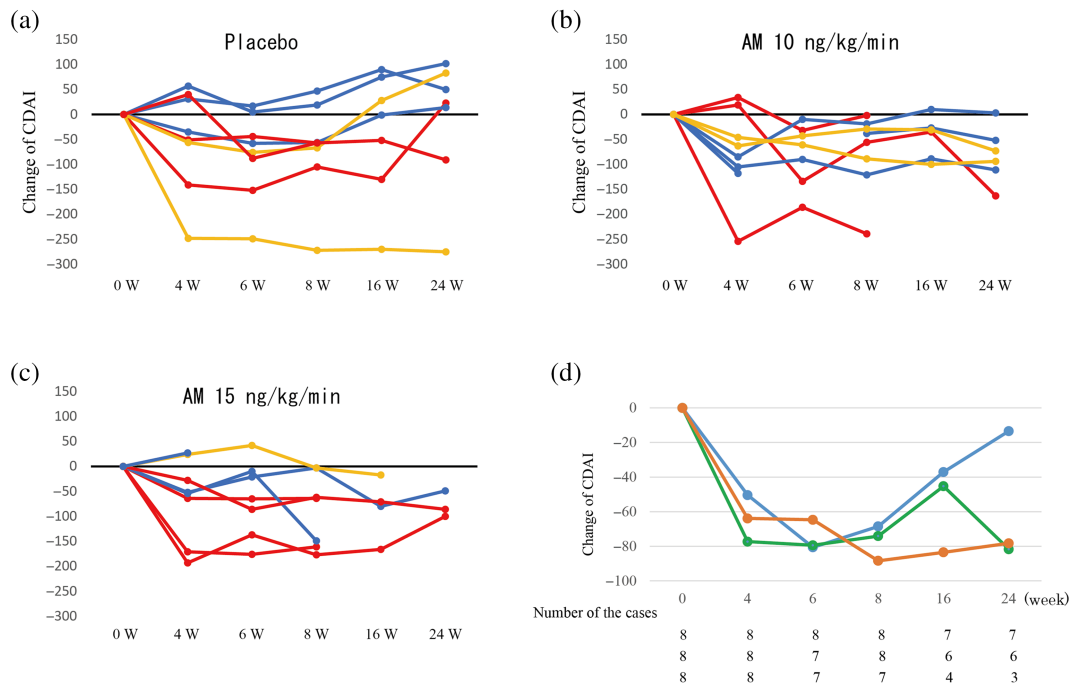 (a)
Placebo
Change of CDAI
150
100
50
0
−50
−100
−150
−200
−250
−300
0 W 4 W 6 W 8 W 16 W 24 W
(b)
AM 10 ng/kg/min
Change of CDAI
150
100
50
0
−50
−100
−150
−200
−250
−300
0 W 4 W 6 W 8 W 16 W 24 W
(c)
AM 15 ng/kg/min
Change of CDAI
150
100
50
0
−50
−100
−150
−200
−250
−300
0 W 4 W 6 W 8 W 16 W 24 W
(d)
Change of CDAI
0
−20
−40
−60
−80
−100
0 4 6 8 16 24 (week)
Number of the cases
8 8 8 8 7 7
8 8 7 8 6 6
8 8 7 7 4 3